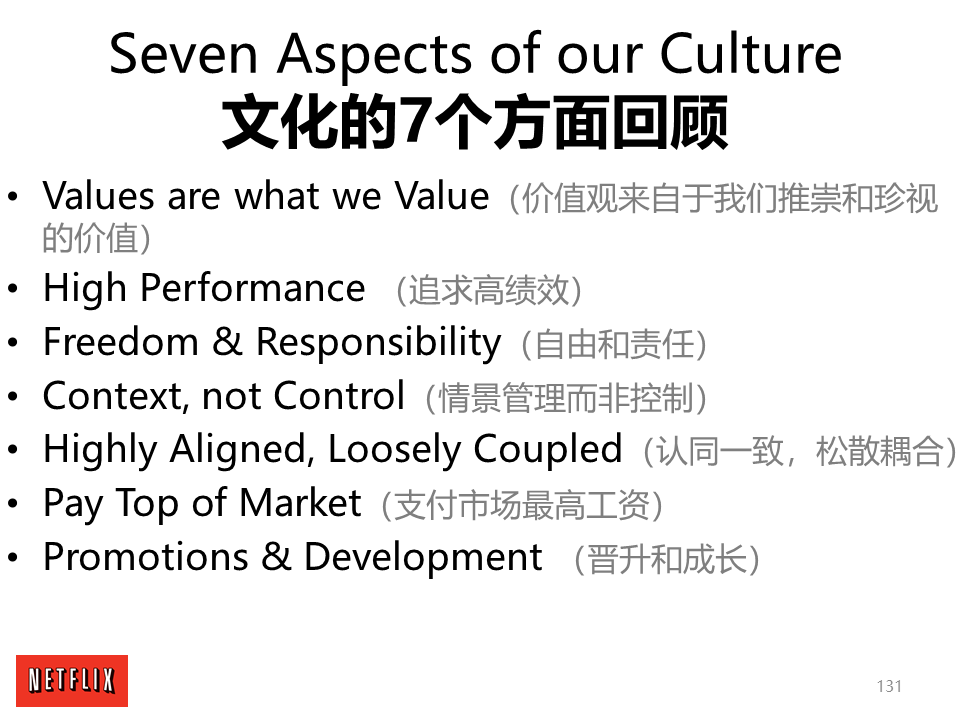 Seven Aspects of our Culture
文化的7个方面回顾
• Values are what we Value（价值观来自于我们推崇和珍视
的价值）
• High Performance （追求高绩效）
• Freedom & Responsibility（自由和责任）
• Context, not Control（情景管理而非控制）
• Highly Aligned, Loosely Coupled（认同一致，松散耦合）
• Pay Top of Market（支付市场最高工资）
• Promotions & Development （晋升和成长）
NETFLIX
131